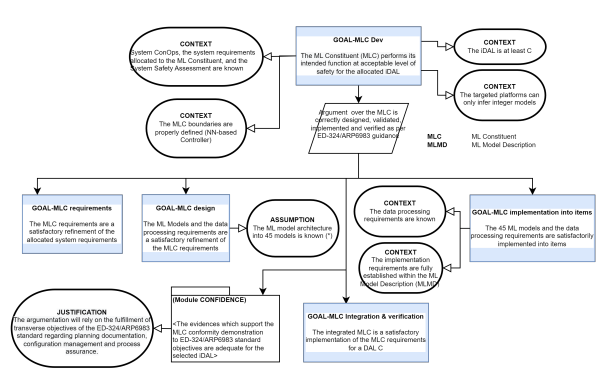 CONTEXT
System ConOps, the system requirements
allocated to the ML Constituent, and the
System Safety Assessment are known
GOAL-MLC Dev
The ML Constituent (MLC) performs its
intended function at acceptable level of
safety for the allocated iDAL
CONTEXT
The iDAL is at least C
CONTEXT
The targeted platforms can
only infer integer models
CONTEXT
The MLC boundaries are
properly defined (NN-based
Controller)
Argument over the MLC is
correctly designed, validated,
implemented and verified as per
ED-324/ARP6983 guidance
MLC ML Constituent
MLMD ML Model Description
GOAL-MLC requirements
The MLC requirements are a
satisfactory refinement of the
allocated system requirements
GOAL-MLC design
The ML Models and the data
processing requirements are
a satisfactory refinement of
the MLC requirements
ASSUMPTION
The ML model architecture
into 45 models is known (*)
CONTEXT
The data processing
requirements are known
GOAL-MLC implementation into items
The 45 ML models and the data
processing requirements are satisfactorily
implemented into items
CONTEXT
The implementation
requirements are fully
established within the ML
Model Description (MLMD)
JUSTIFICATION
The argumentation will rely on the fulfillment of
transverse objectives of the ED-324/ARP6983
standard regarding planning documentation,
configuration management and process
assurance.
(Module CONFIDENCE)
<The evidences which support the
MLC conformity demonstration
to ED-324/ARP6983 standard
objectives are adequate for the
selected iDAL>
GOAL-MLC Integration & verification
The integrated MLC is a satisfactory
implementation of the MLC requirements
for a DAL C